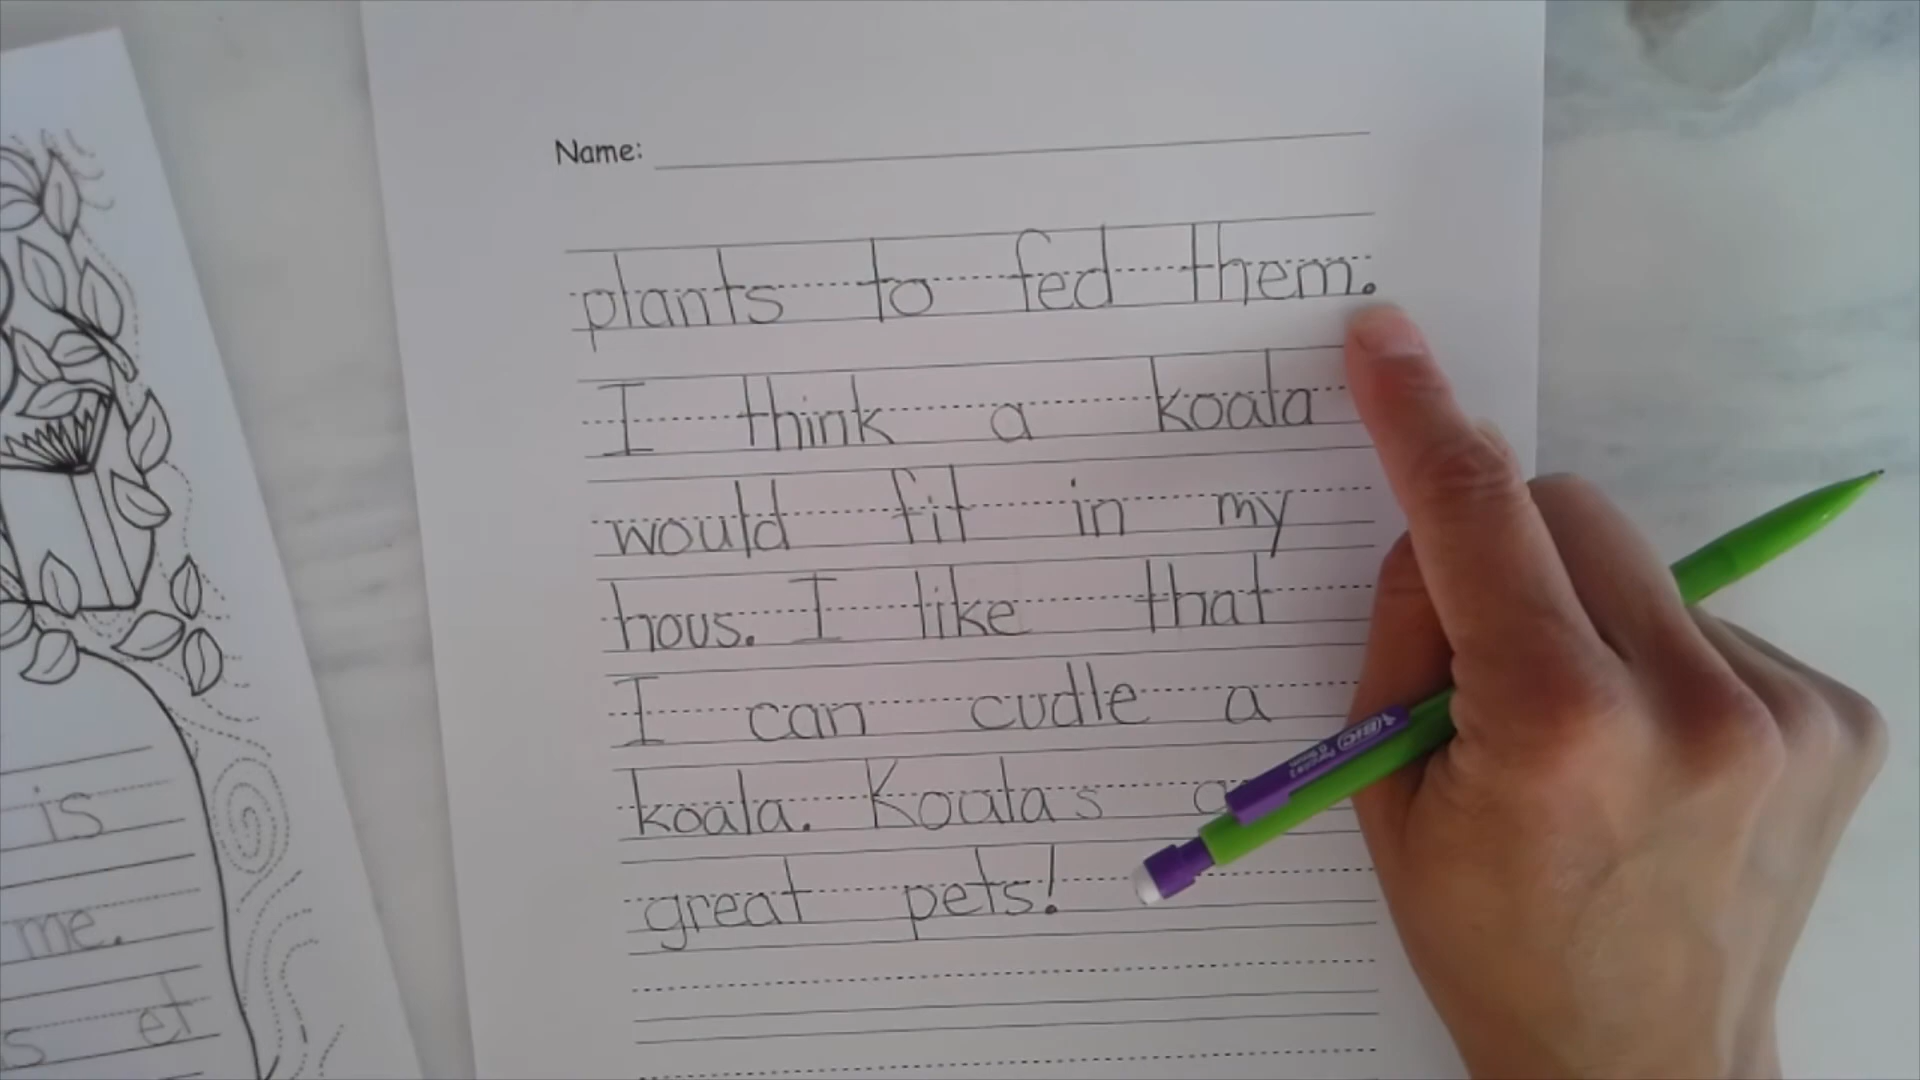 Name:
plants to fed them.
I think a koala
would fit in my
hous. I like that
I can cudle a
koala. Koalas
great pets!
is
me.
BIC